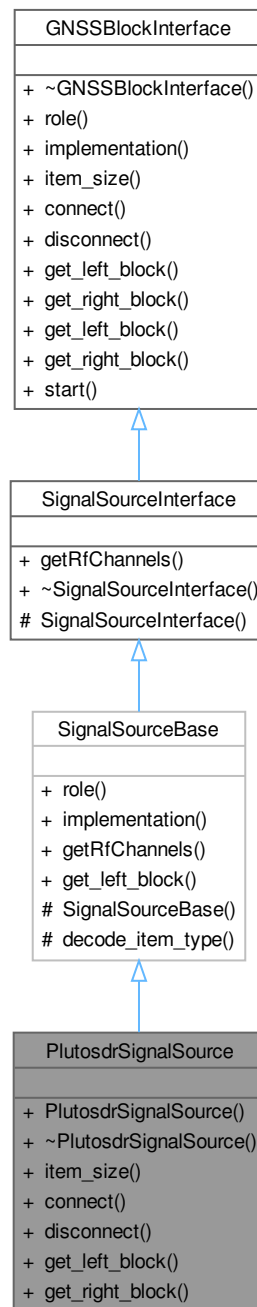 GNSSBlockInterface
+ ~GNSSBlockInterface()
+ role()
+ implementation()
+ item_size()
+ connect()
+ disconnect()
+ get_left_block()
+ get_right_block()
+ get_left_block()
+ get_right_block()
+ start()
SignalSourceInterface
+ getRfChannels()
+ ~SignalSourceInterface()
# SignalSourceInterface()
SignalSourceBase
+ role()
+ implementation()
+ getRfChannels()
+ get_left_block()
# SignalSourceBase()
# decode_item_type()
PlutosdrSignalSource
+ PlutosdrSignalSource()
+ ~PlutosdrSignalSource()
+ item_size()
+ connect()
+ disconnect()
+ get_left_block()
+ get_right_block()